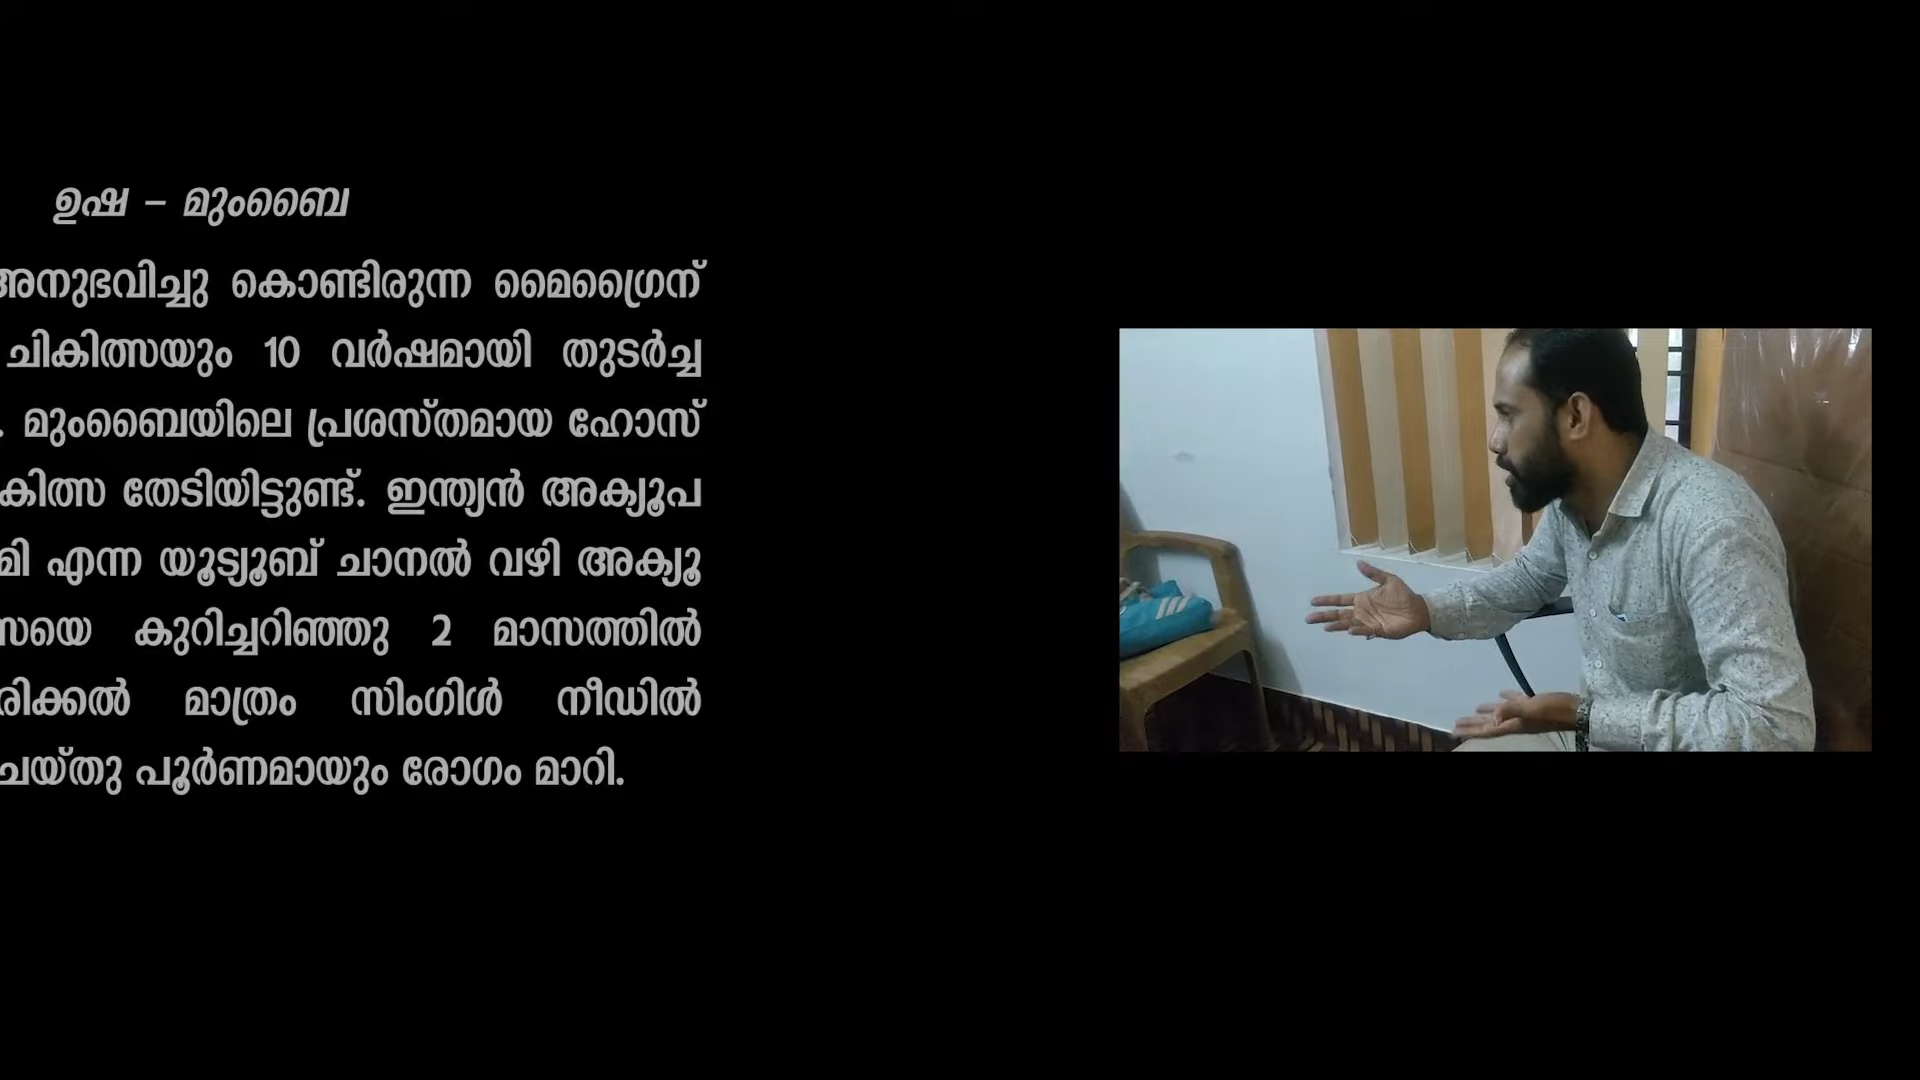 ഉഷ – മുംബൈ
അനുഭവിച്ചു കൊണ്ടിരുന്ന മൈഗ്രൈന്
ചികിത്സയും 10 വർഷമായി തുടർച്ച
. മുംബൈയിലെ പ്രശസ്തമായ ഹോസ്
കിത്സ തേടിയിട്ടുണ്ട്. ഇന്ത്യൻ അക്യൂപ
മി എന്ന യൂട്യൂബ് ചാനൽ വഴി അക്യൂ
സയെ കുറിച്ചറിഞ്ഞു 2 മാസത്തിൽ
രിക്കൽ മാത്രം സിംഗിൾ നീഡിൽ
ചെയ്തു പൂർണമായും രോഗം മാറി.